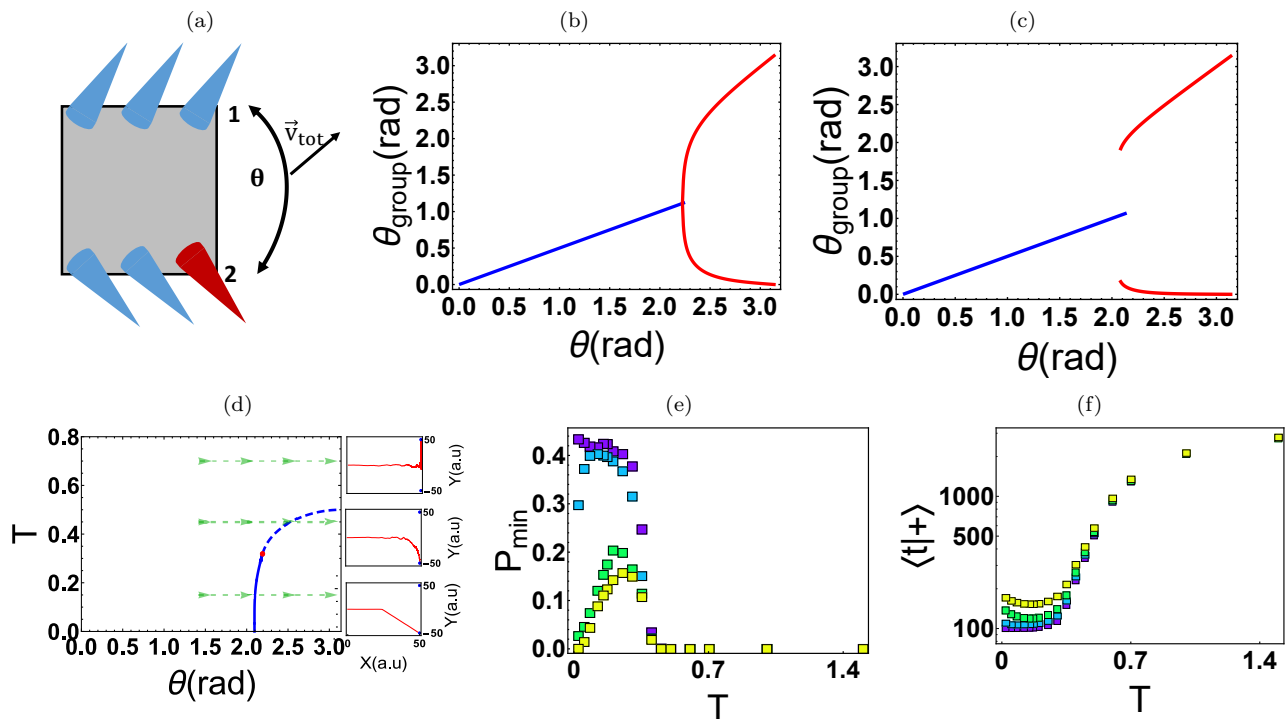 (a)
1
v_tot
θ
2
(b)
θgroup(rad)
3.0
2.5
2.0
1.5
1.0
0.5
0.0
0.0 0.5 1.0 1.5 2.0 2.5 3.0
θ(rad)
(c)
θgroup(rad)
3.0
2.5
2.0
1.5
1.0
0.5
0.0
0.0 0.5 1.0 1.5 2.0 2.5 3.0
θ(rad)
(d)
T
0.8
0.6
0.4
0.2
0.0
0.0 0.5 1.0 1.5 2.0 2.5 3.0
θ(rad)
50
Y(a.u)
-50
50
Y(a.u)
-50
50
Y(a.u)
-50
0 50
X(a.u)
(e)
Pmin
0.4
0.3
0.2
0.1
0.0
0 0.7 1.4
T
(f)
⟨t|+⟩
1000
500
100
0 0.7 1.4
T